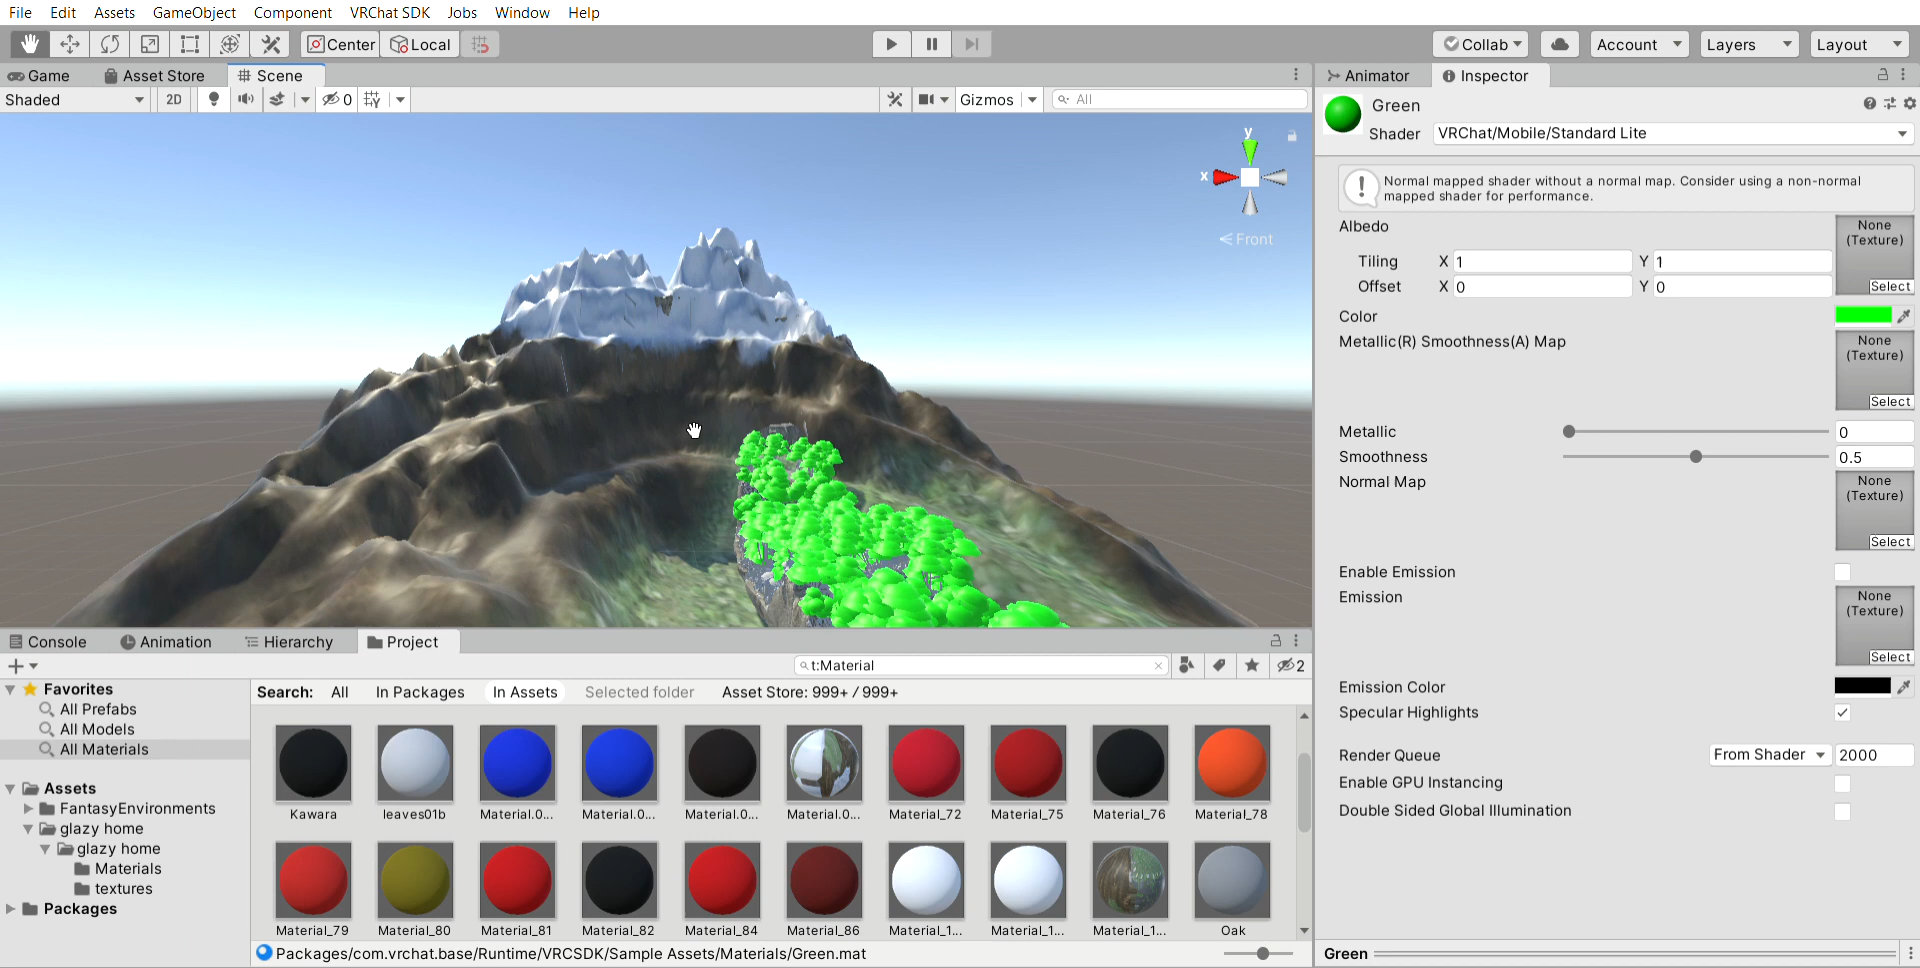 File Edit Assets GameObject Component VRChat SDK Jobs Window Help
Center Local Collab Account Layers Layout
Game Asset Store Scene
Shaded 2D 0 Gizmos All
y
x
Front
Console Animation Hierarchy Project
t:Material 2
Favorites
All Prefabs
All Models
All Materials
Assets
FantasyEnvironments
glazy home
glazy home
Materials
textures
Packages
Search: All In Packages In Assets Selected folder Asset Store: 999+ / 999+
Kawara leaves01b Material.0... Material.0... Material.0... Material.0... Material_72 Material_75 Material_76 Material_78
Material_79 Material_80 Material_81 Material_82 Material_84 Material_86 Material_1... Material_1... Material_1... Oak
Packages/com.vrchat.base/Runtime/VRCSDK/Sample Assets/Materials/Green.mat
Animator Inspector
Green
Shader VRChat/Mobile/Standard Lite
Normal mapped shader without a normal map. Consider using a non-normal
mapped shader for performance.
Albedo None
(Texture)
Tiling X 1 Y 1
Offset X 0 Y 0 Select
Color
Metallic(R) Smoothness(A) Map None
(Texture)
Select
Metallic 0
Smoothness 0.5
Normal Map None
(Texture)
Select
Enable Emission
Emission None
(Texture)
Select
Emission Color
Specular Highlights
Render Queue From Shader 2000
Enable GPU Instancing
Double Sided Global Illumination
Green